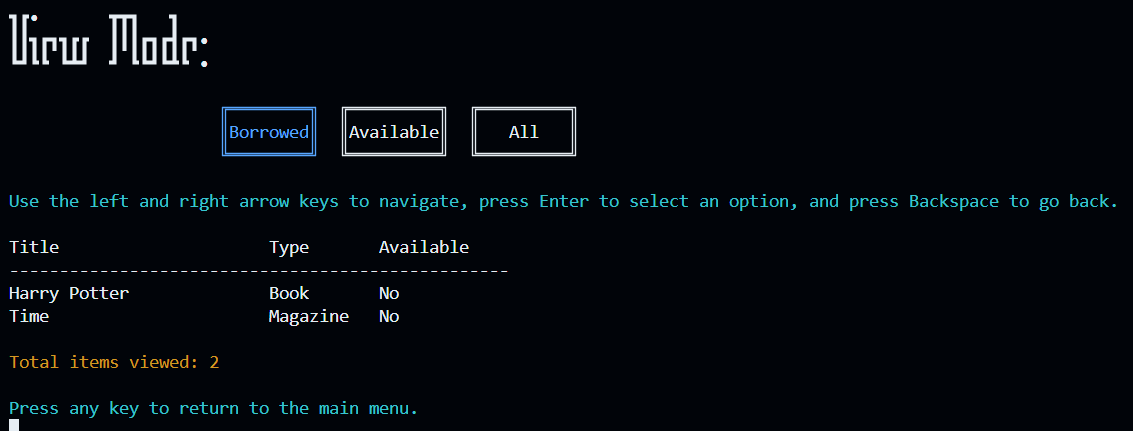 View Mode:
Borrowed Available All
Use the left and right arrow keys to navigate, press Enter to select an option, and press Backspace to go back.
Title Type Available
--------------------------------------------------
Harry Potter Book No
Time Magazine No
Total items viewed: 2
Press any key to return to the main menu.